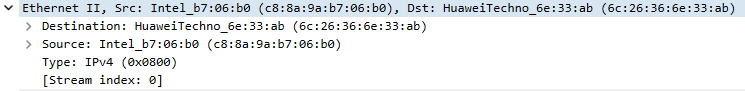 Ethernet II, Src: Intel_b7:06:b0 (c8:8a:9a:b7:06:b0), Dst: HuaweiTechno_6e:33:ab (6c:26:36:6e:33:ab)
Destination: HuaweiTechno_6e:33:ab (6c:26:36:6e:33:ab)
Source: Intel_b7:06:b0 (c8:8a:9a:b7:06:b0)
Type: IPv4 (0x0800)
[Stream index: 0]